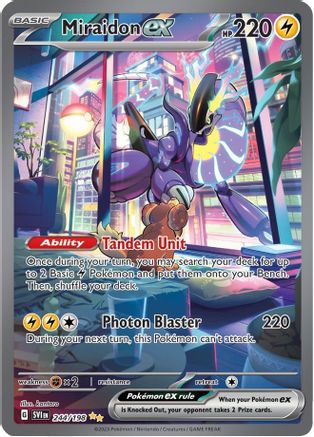 BASIC
Miraidon ex
HP 220
Ability Tandem Unit
Once during your turn, you may search your deck for up
to 2 Basic Pokémon and put them onto your Bench.
Then, shuffle your deck.
Photon Blaster 220
During your next turn, this Pokémon can't attack.
weakness ×2 resistance retreat
Pokémon ex rule When your Pokémon ex
is Knocked Out, your opponent takes 2 Prize cards.
Illus. kantaro
G SVI EN 244/198
©2023 Pokémon / Nintendo / Creatures / GAME FREAK